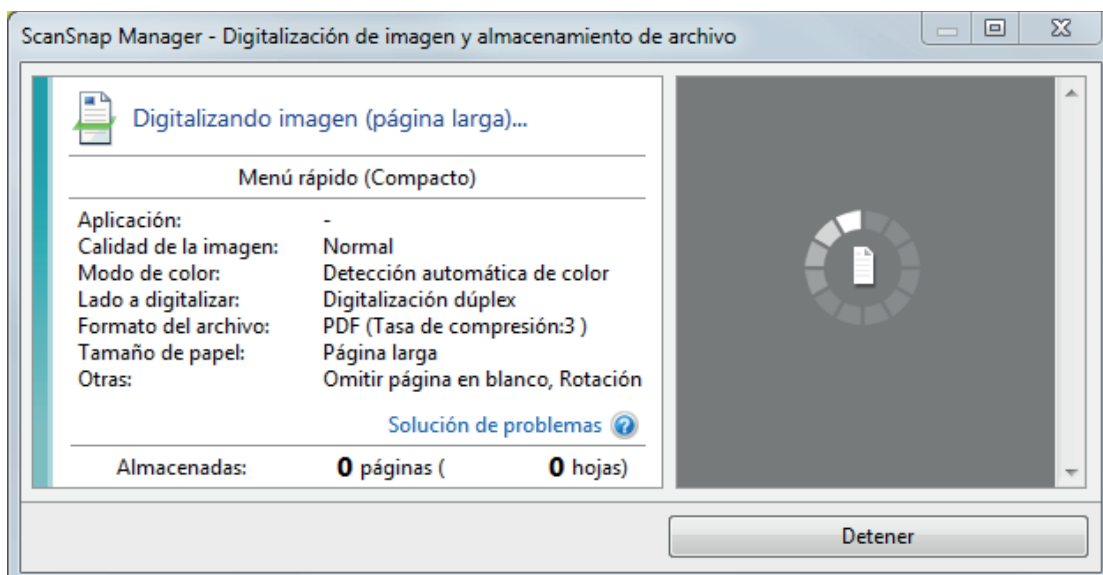 ScanSnap Manager - Digitalización de imagen y almacenamiento de archivo
Digitalizando imagen (página larga)...
Menú rápido (Compacto)
Aplicación: -
Calidad de la imagen: Normal
Modo de color: Detección automática de color
Lado a digitalizar: Digitalización dúplex
Formato del archivo: PDF (Tasa de compresión:3 )
Tamaño de papel: Página larga
Otras: Omitir página en blanco, Rotación
Solución de problemas ?
Almacenadas: 0 páginas ( 0 hojas)
Detener